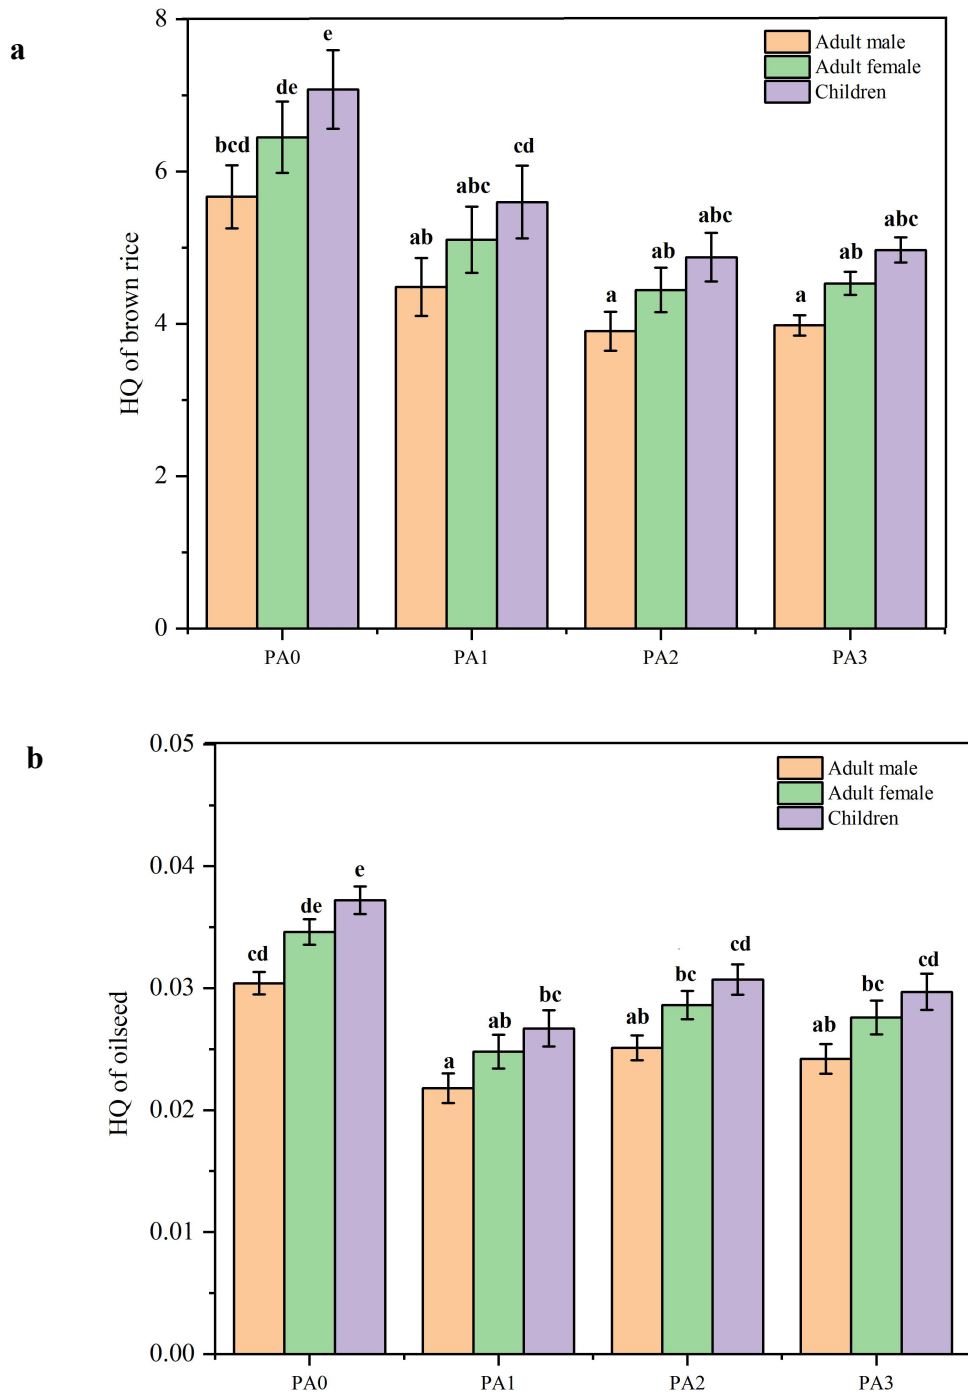 a
8
6
4
2
0
HQ of brown rice
Adult male
Adult female
Children
bcd
de
e
ab
abc
cd
a
ab
abc
a
ab
abc
PA0
PA1
PA2
PA3
b
0.05
0.04
0.03
0.02
0.01
0.00
HQ of oilseed
Adult male
Adult female
Children
cd
de
e
a
ab
bc
ab
bc
cd
ab
bc
cd
PA0
PA1
PA2
PA3